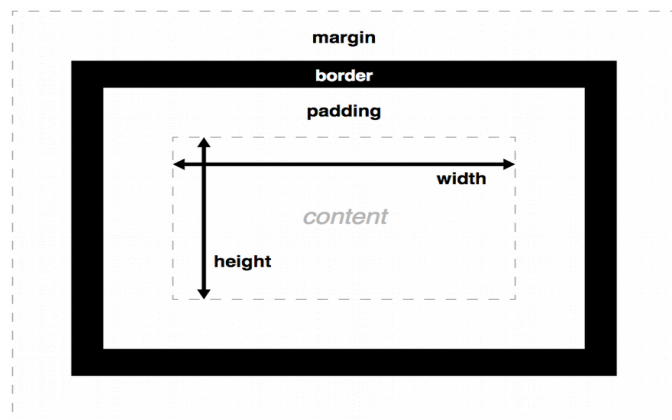 margin
border
padding
width
content
height